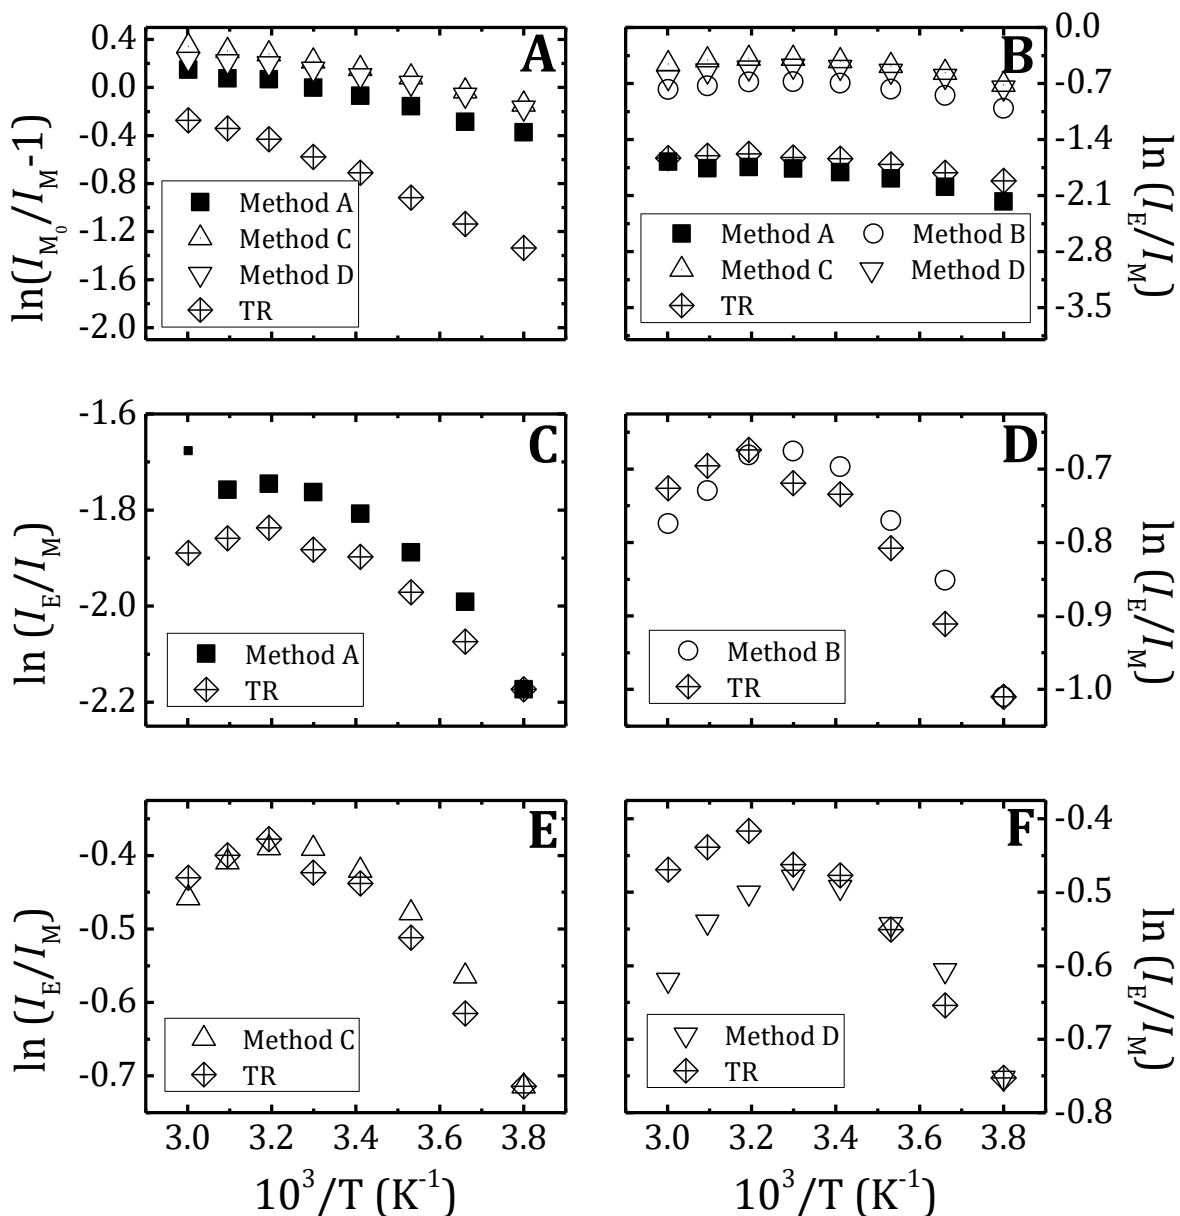 A
0.4
0.0
-0.4
-0.8
-1.2
-1.6
-2.0
ln(I_M0/I_M-1)
Method A
Method C
Method D
TR
B
0.0
-0.7
-1.4
-2.1
-2.8
-3.5
ln (I_E/I_M)
Method A
Method B
Method C
Method D
TR
C
-1.6
-1.8
-2.0
-2.2
ln (I_E/I_M)
Method A
TR
D
-0.7
-0.8
-0.9
-1.0
ln (I_E/I_M)
Method B
TR
E
-0.4
-0.5
-0.6
-0.7
ln (I_E/I_M)
Method C
TR
3.0 3.2 3.4 3.6 3.8
10³/T (K⁻¹)
F
-0.4
-0.5
-0.6
-0.7
-0.8
ln (I_E/I_M)
Method D
TR
3.0 3.2 3.4 3.6 3.8
10³/T (K⁻¹)